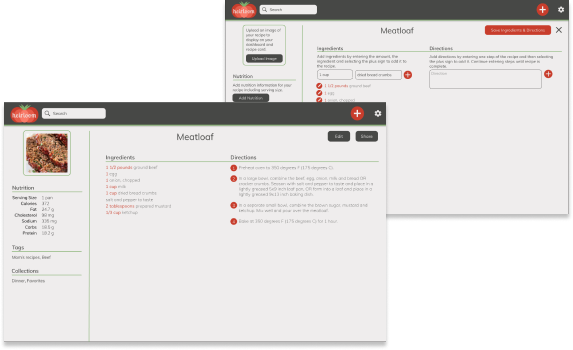 heirloom
Search
Meatloaf
Save Ingredients & Directions
Upload an image of
your recipe to
display on your
dashboard and
recipe card.
Upload Image
Ingredients
Directions
Add ingredients by entering the amount, the
ingredient and selecting the plus sign to add it to
the recipe.
Add directions by entering one step of the recipe and then selecting
the plus sign to add it. Continue entering steps until recipe is
complete.
1 cup
dried bread crumbs
Direction
Nutrition
Add nutrition information for your
recipe including serving size.
Add Nutrition
1 1/2 pounds ground beef
1 egg
1 onion, chopped
heirloom
Search
Meatloaf
Edit
Share
Ingredients
1 1/2 pounds ground beef
1 egg
1 onion, chopped
1 cup milk
1 cup dried bread crumbs
salt and pepper to taste
2 tablespoons prepared mustard
1/3 cup ketchup
Directions
1 Preheat oven to 350 degrees F (175 degrees C).
2 In a large bowl, combine the beef, egg, onion, milk and bread OR
cracker crumbs. Season with salt and pepper to taste and place in a
lightly greased 5x9 inch loaf pan, OR form into a loaf and place in a
lightly greased 9x13 inch baking dish.
3 In a separate small bowl, combine the brown sugar, mustard and
ketchup. Mix well and pour over the meatloaf.
4 Bake at 350 degrees F (175 degrees C) for 1 hour.
Nutrition
Serving Size 1 pan
Calories 372
Fat 24.7 g
Cholesterol 98 mg
Sodium 335 mg
Carbs 18.5 g
Protein 18.2 g
Tags
Mom's recipes, Beef
Collections
Dinner, Favorites